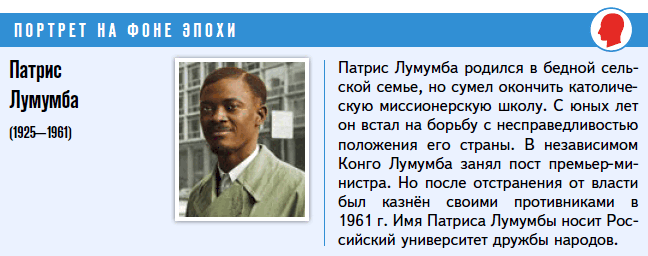 ПОРТРЕТ НА ФОНЕ ЭПОХИ
Патрис
Лумумба
(1925—1961)
Патрис Лумумба родился в бедной сель-
ской семье, но сумел окончить католиче-
скую миссионерскую школу. С юных лет
он встал на борьбу с несправедливостью
положения его страны. В независимом
Конго Лумумба занял пост премьер-ми-
нистра. Но после отстранения от власти
был казнён своими противниками в
1961 г. Имя Патриса Лумумбы носит Рос-
сийский университет дружбы народов.